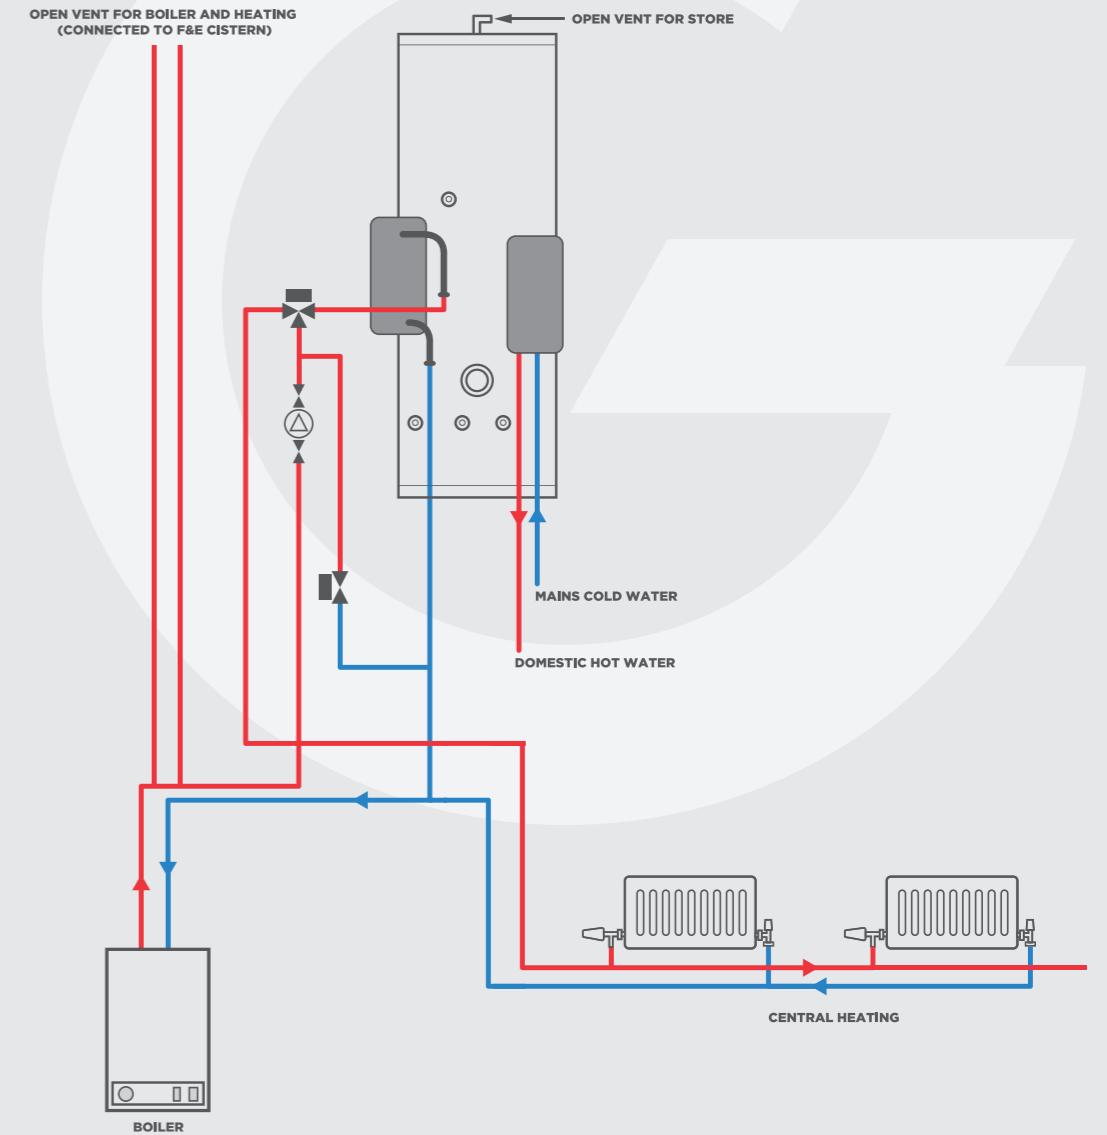 OPEN VENT FOR BOILER AND HEATING
(CONNECTED TO F&E CISTERN)
OPEN VENT FOR STORE
MAINS COLD WATER
DOMESTIC HOT WATER
CENTRAL HEATING
BOILER